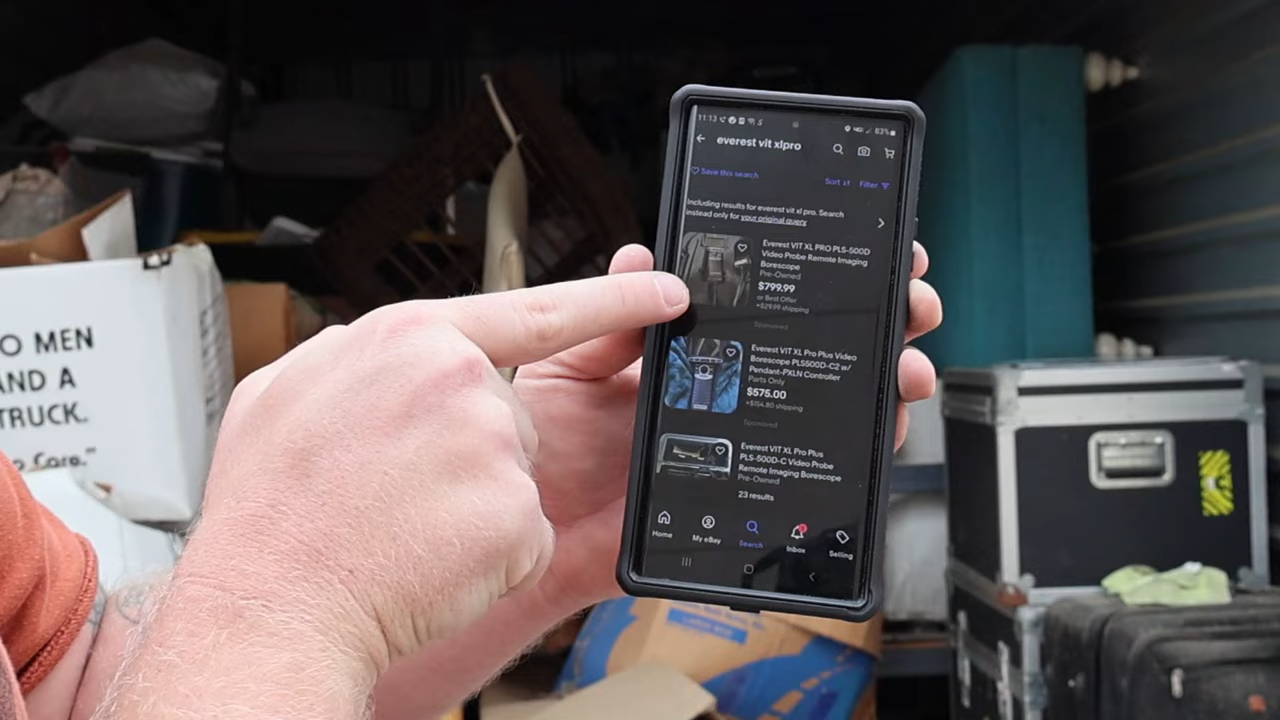 O MEN
AND A
TRUCK.
o Care."
11:13
83%
everest vit xlpro
Save this search
Sort
Filter
Including results for everest vit xl pro. Search
instead only for your original query
Everest VIT XL PRO PLS-500D
Video Probe Remote Imaging
Borescope
Pre-Owned
$799.99
or Best Offer
+$29.99 shipping
Sponsored
Everest VIT XL Pro Plus Video
Borescope PLS500D-C2 w/
Pendant-PXLN Controller
Parts Only
$575.00
+$154.80 shipping
Sponsored
Everest VIT XL Pro Plus
PLS-500D-C Video Probe
Remote Imaging Borescope
Pre-Owned
23 results
Home
My eBay
Search
Inbox
Selling